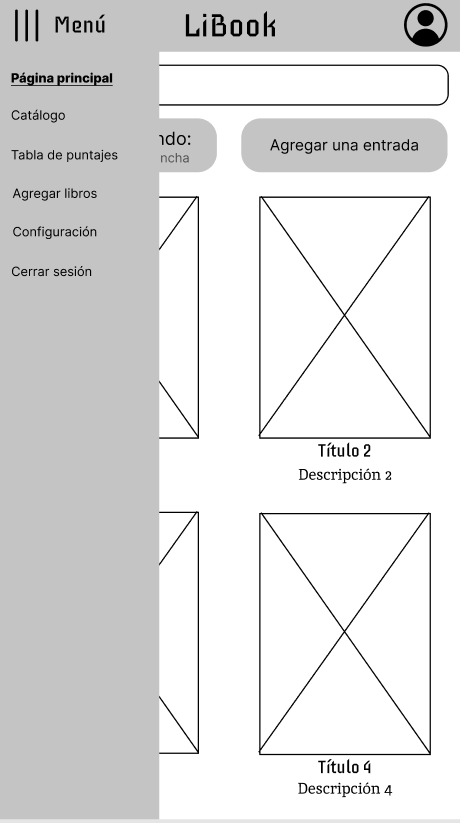 Menú
LiBook
Página principal
Catálogo
Tabla de puntajes
Agregar libros
Configuración
Cerrar sesión
ndo:
ncha
Agregar una entrada
Título 2
Descripción 2
Título 4
Descripción 4